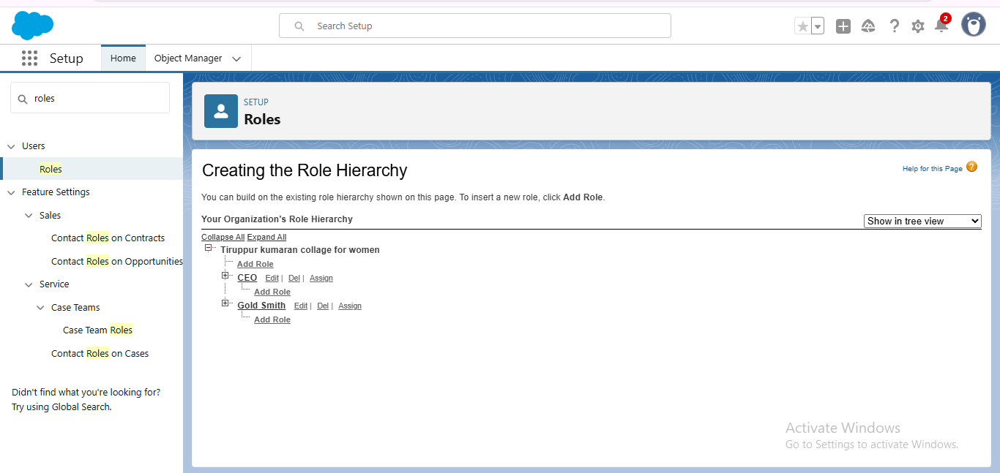 Search Setup
2
Setup
Home
Object Manager
roles
Users
Roles
Feature Settings
Sales
Contact Roles on Contracts
Contact Roles on Opportunities
Service
Case Teams
Case Team Roles
Contact Roles on Cases
Didn't find what you're looking for?
Try using Global Search.
SETUP
Roles
Creating the Role Hierarchy
Help for this Page ?
You can build on the existing role hierarchy shown on this page. To insert a new role, click Add Role.
Your Organization's Role Hierarchy
Show in tree view
Collapse All Expand All
Tiruppur kumaran collage for women
Add Role
CEO Edit | Del | Assign
Add Role
Gold Smith Edit | Del | Assign
Add Role
Activate Windows
Go to Settings to activate Windows.